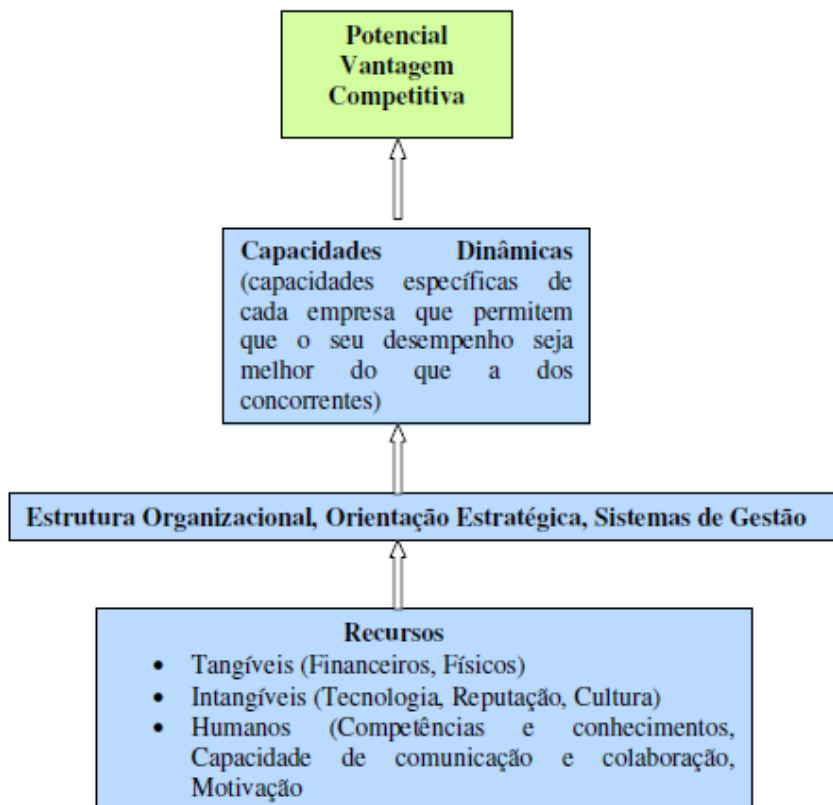 Potencial
Vantagem
Competitiva
Capacidades Dinâmicas
(capacidades específicas de
cada empresa que permitem
que o seu desempenho seja
melhor do que a dos
concorrentes)
Estrutura Organizacional, Orientação Estratégica, Sistemas de Gestão
Recursos
• Tangíveis (Financeiros, Físicos)
• Intangíveis (Tecnologia, Reputação, Cultura)
• Humanos (Competências e conhecimentos,
Capacidade de comunicação e colaboração,
Motivação